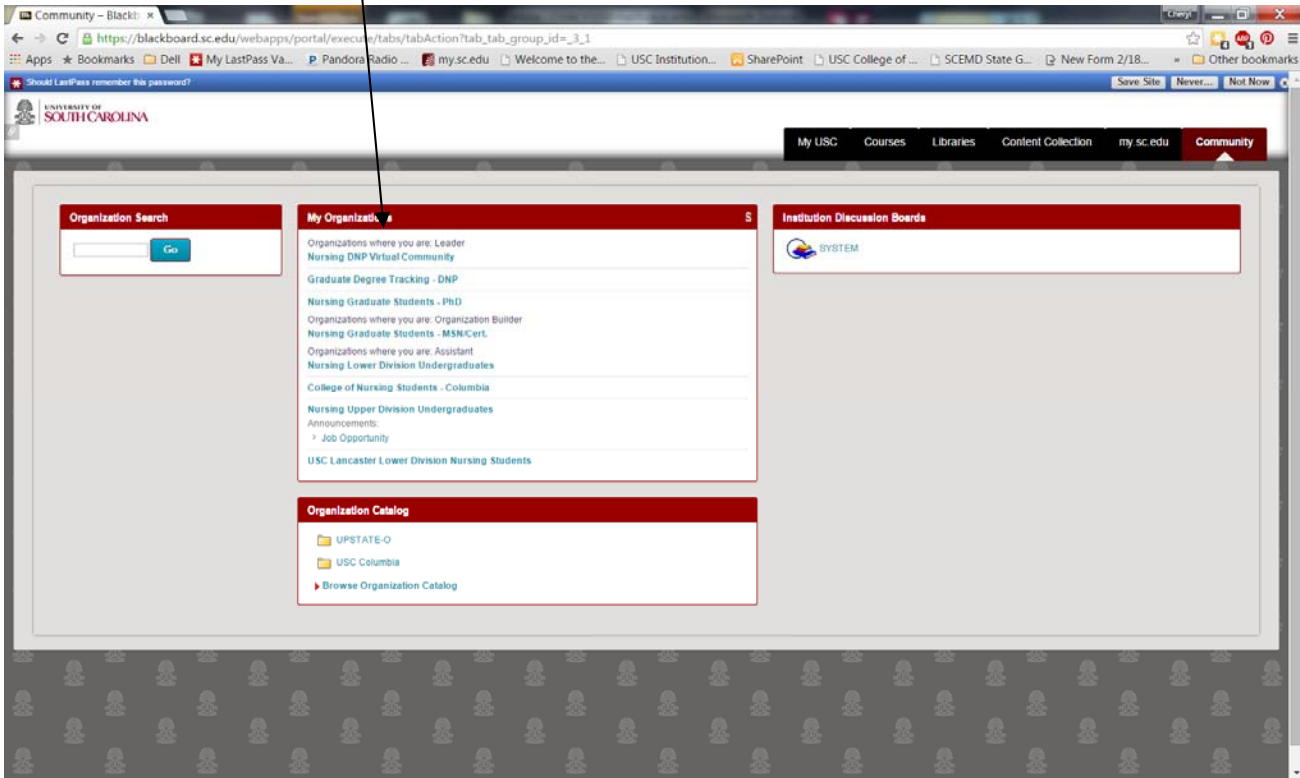 Community – Blackb ×
Cheryl
https://blackboard.sc.edu/webapps/portal/execute/tabs/tabAction?tab_tab_group_id=_3_1
Apps Bookmarks Dell My LastPass Va... Pandora Radio ... my.sc.edu Welcome to the... USC Institution... SharePoint USC College of ... SCEMD State G... New Form 2/18... » Other bookmarks
Should LastPass remember this password? Save Site Never... Not Now
UNIVERSITY OF
SOUTH CAROLINA
My USC Courses Libraries Content Collection my.sc.edu Community
Organization Search
Go
My Organizations S
Organizations where you are: Leader
Nursing DNP Virtual Community
Graduate Degree Tracking - DNP
Nursing Graduate Students - PhD
Organizations where you are: Organization Builder
Nursing Graduate Students - MSN/Cert.
Organizations where you are: Assistant
Nursing Lower Division Undergraduates
College of Nursing Students - Columbia
Nursing Upper Division Undergraduates
Announcements:
> Job Opportunity
USC Lancaster Lower Division Nursing Students
Organization Catalog
UPSTATE-O
USC Columbia
Browse Organization Catalog
Institution Discussion Boards
SYSTEM